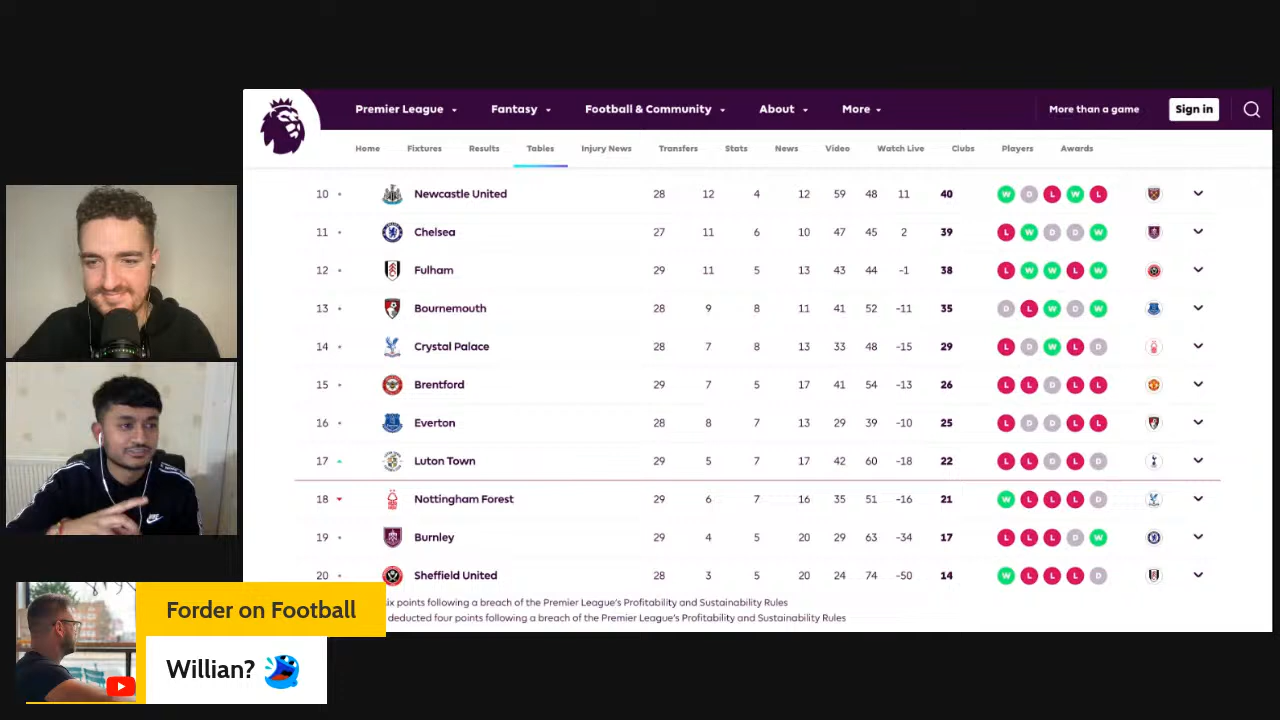 Premier League Fantasy Football & Community About More More than a game Sign in
Home Fixtures Results Tables Injury News Transfers Stats News Video Watch Live Clubs Players Awards
10 Newcastle United 28 12 4 12 59 48 11 40 W D L W L
11 Chelsea 27 11 6 10 47 45 2 39 L W D D W
12 Fulham 29 11 5 13 43 44 -1 38 L W W L W
13 Bournemouth 28 9 8 11 41 52 -11 35 D L W D W
14 Crystal Palace 28 7 8 13 33 48 -15 29 L D W L D
15 Brentford 29 7 5 17 41 54 -13 26 L L D L L
16 Everton 28 8 7 13 29 39 -10 25 L D D L L
17 Luton Town 29 5 7 17 42 60 -18 22 L L D L D
18 Nottingham Forest 29 6 7 16 35 51 -16 21 W L L L D
19 Burnley 29 4 5 20 29 63 -34 17 L L L D W
20 Sheffield United 28 3 5 20 24 74 -50 14 W L L L D
points following a breach of the Premier League's Profitability and Sustainability Rules
deducted four points following a breach of the Premier League's Profitability and Sustainability Rules
Forder on Football
Willian?